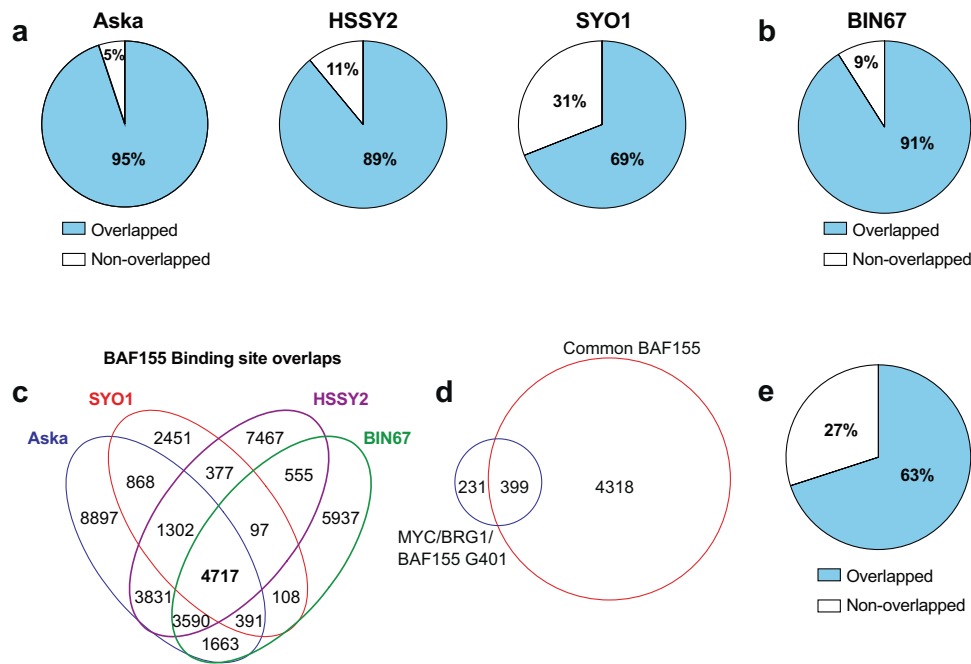 a
Aska
HSSY2
SYO1
b
BIN67
5%
95%
11%
89%
31%
69%
9%
91%
Overlapped
Non-overlapped
Overlapped
Non-overlapped
BAF155 Binding site overlaps
c
SYO1
HSSY2
Aska
BIN67
2451
7467
868
377
555
8897
1302
97
5937
4717
3831
108
3590
391
1663
d
Common BAF155
231
399
4318
MYC/BRG1/
BAF155 G401
e
27%
63%
Overlapped
Non-overlapped